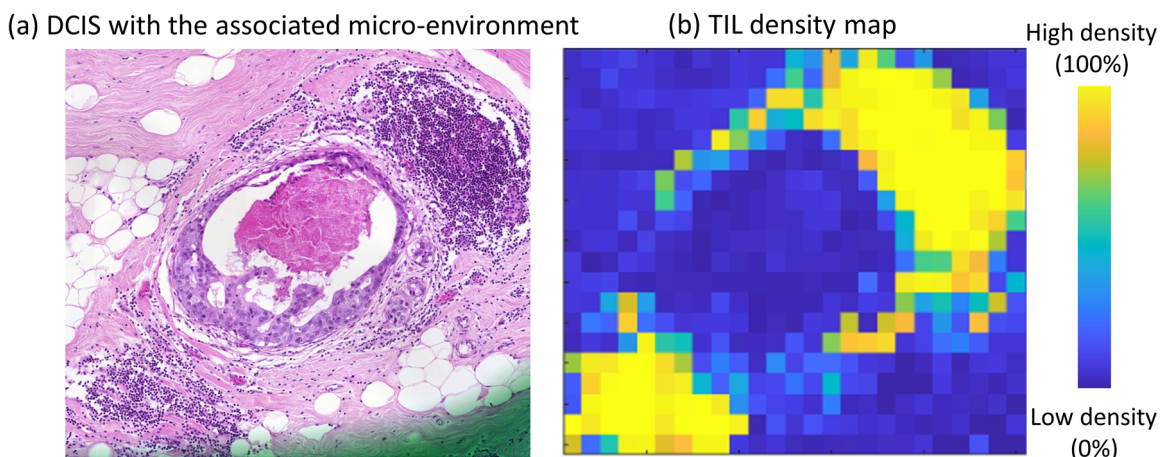 (a) DCIS with the associated micro-environment
(b) TIL density map
High density
(100%)
Low density
(0%)